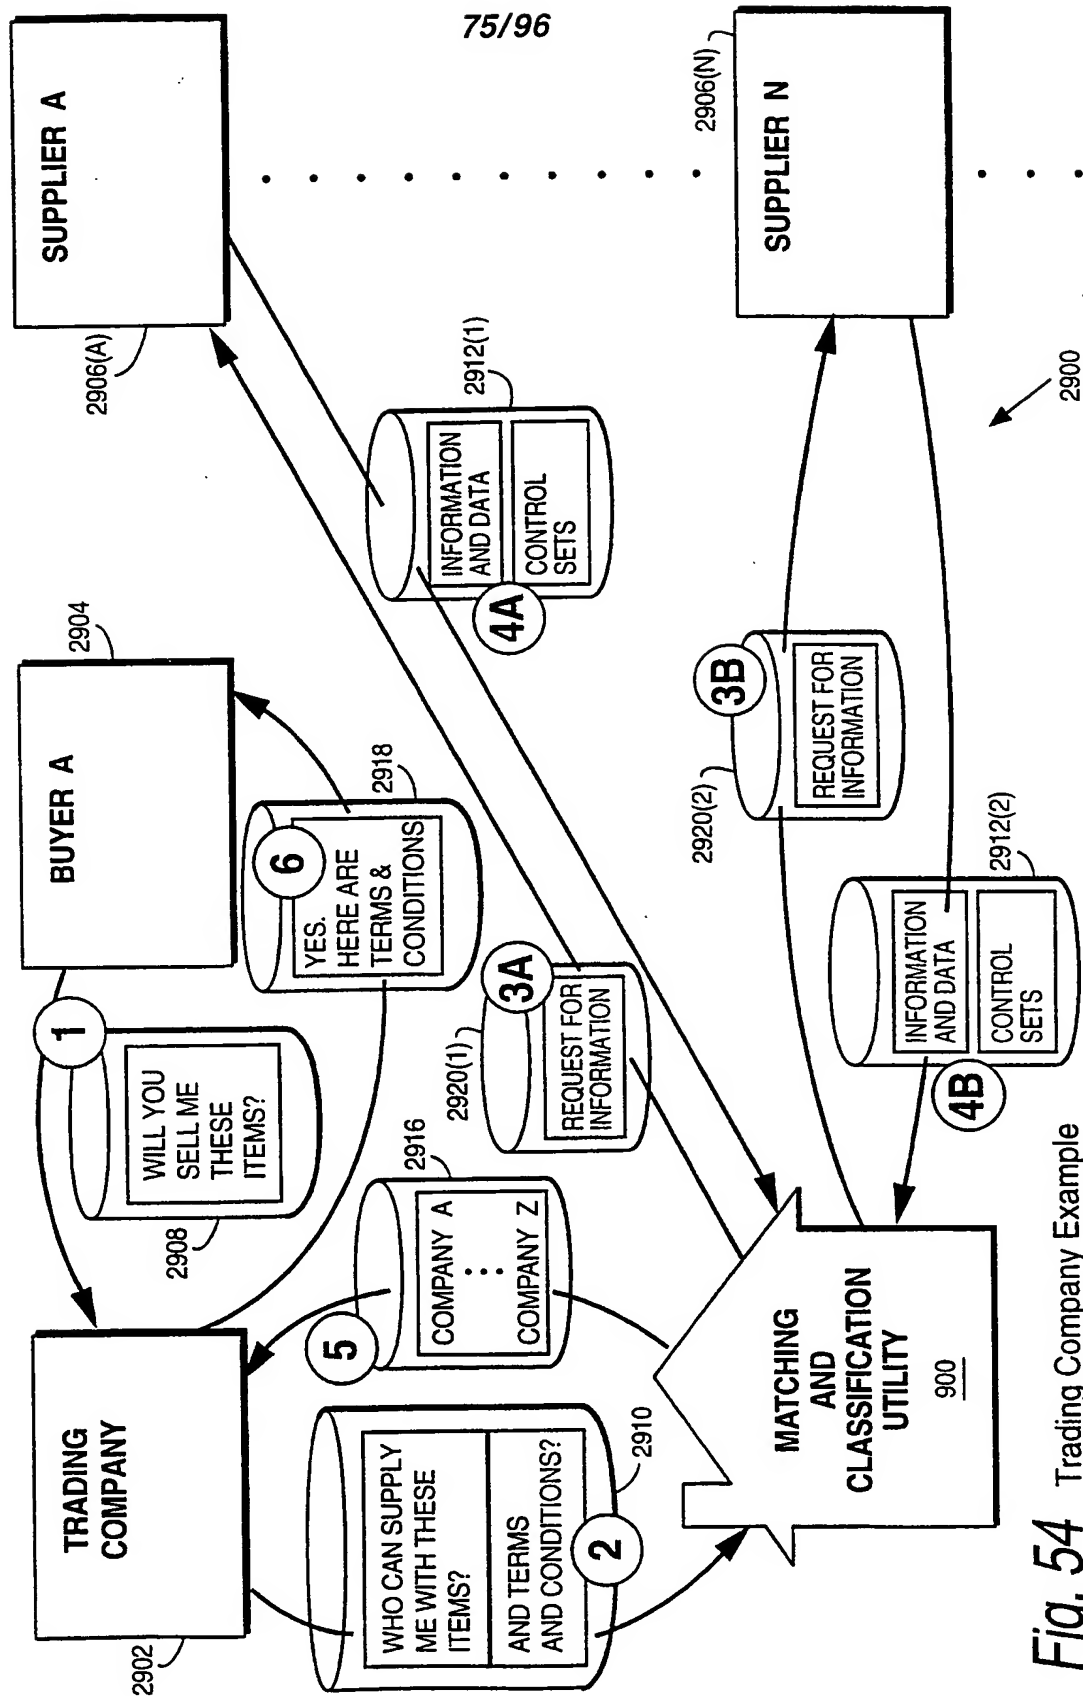 75/96
TRADING
COMPANY
2902
BUYER A
2904
SUPPLIER A
2906(A)
1
WILL YOU
SELL ME
THESE
ITEMS?
2908
6
YES.
HERE ARE
TERMS &
CONDITIONS
2918
5
COMPANY A
COMPANY Z
2916
WHO CAN SUPPLY
ME WITH THESE
ITEMS?
AND TERMS
AND CONDITIONS?
2
2910
3A
REQUEST FOR
INFORMATION
2920(1)
4A
INFORMATION
AND DATA
CONTROL
SETS
2912(1)
3B
REQUEST FOR
INFORMATION
2920(2)
4B
INFORMATION
AND DATA
CONTROL
SETS
2912(2)
MATCHING
AND
CLASSIFICATION
UTILITY
900
SUPPLIER N
2906(N)
2900
Fig. 54 Trading Company Example